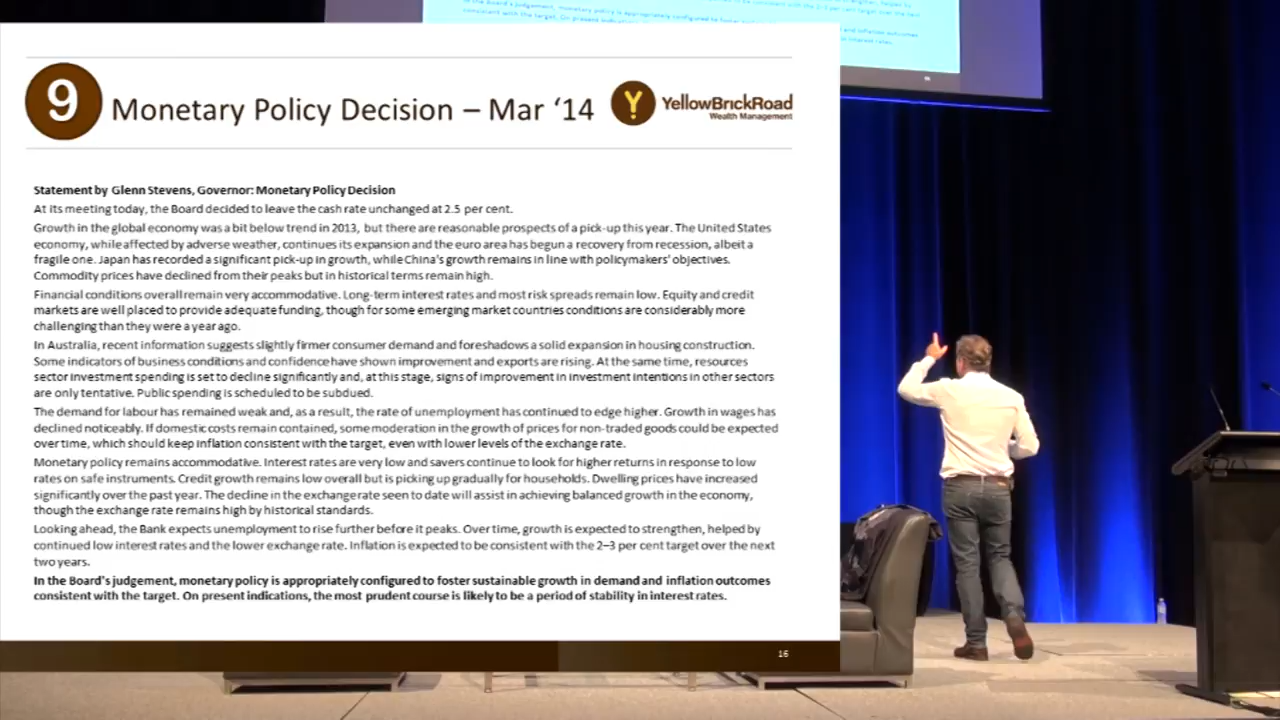 9
Monetary Policy Decision – Mar ‘14
Y
YellowBrickRoad
Wealth Management
Statement by Glenn Stevens, Governor: Monetary Policy Decision
At its meeting today, the Board decided to leave the cash rate unchanged at 2.5 per cent.
Growth in the global economy was a bit below trend in 2013, but there are reasonable prospects of a pick-up this year. The United States
economy, while affected by adverse weather, continues its expansion and the euro area has begun a recovery from recession, albeit a
fragile one. Japan has recorded a significant pick-up in growth, while China's growth remains in line with policymakers' objectives.
Commodity prices have declined from their peaks but in historical terms remain high.
Financial conditions overall remain very accommodative. Long-term interest rates and most risk spreads remain low. Equity and credit
markets are well placed to provide adequate funding, though for some emerging market countries conditions are considerably more
challenging than they were a year ago.
In Australia, recent information suggests slightly firmer consumer demand and foreshadows a solid expansion in housing construction.
Some indicators of business conditions and confidence have shown improvement and exports are rising. At the same time, resources
sector investment spending is set to decline significantly and, at this stage, signs of improvement in investment intentions in other sectors
are only tentative. Public spending is scheduled to be subdued.
The demand for labour has remained weak and, as a result, the rate of unemployment has continued to edge higher. Growth in wages has
declined noticeably. If domestic costs remain contained, some moderation in the growth of prices for non-traded goods could be expected
over time, which should keep inflation consistent with the target, even with lower levels of the exchange rate.
Monetary policy remains accommodative. Interest rates are very low and savers continue to look for higher returns in response to low
rates on safe instruments. Credit growth remains low overall but is picking up gradually for households. Dwelling prices have increased
significantly over the past year. The decline in the exchange rate seen to date will assist in achieving balanced growth in the economy,
though the exchange rate remains high by historical standards.
Looking ahead, the Bank expects unemployment to rise further before it peaks. Over time, growth is expected to strengthen, helped by
continued low interest rates and the lower exchange rate. Inflation is expected to be consistent with the 2–3 per cent target over the next
two years.
In the Board's judgement, monetary policy is appropriately configured to foster sustainable growth in demand and inflation outcomes
consistent with the target. On present indications, the most prudent course is likely to be a period of stability in interest rates.
16